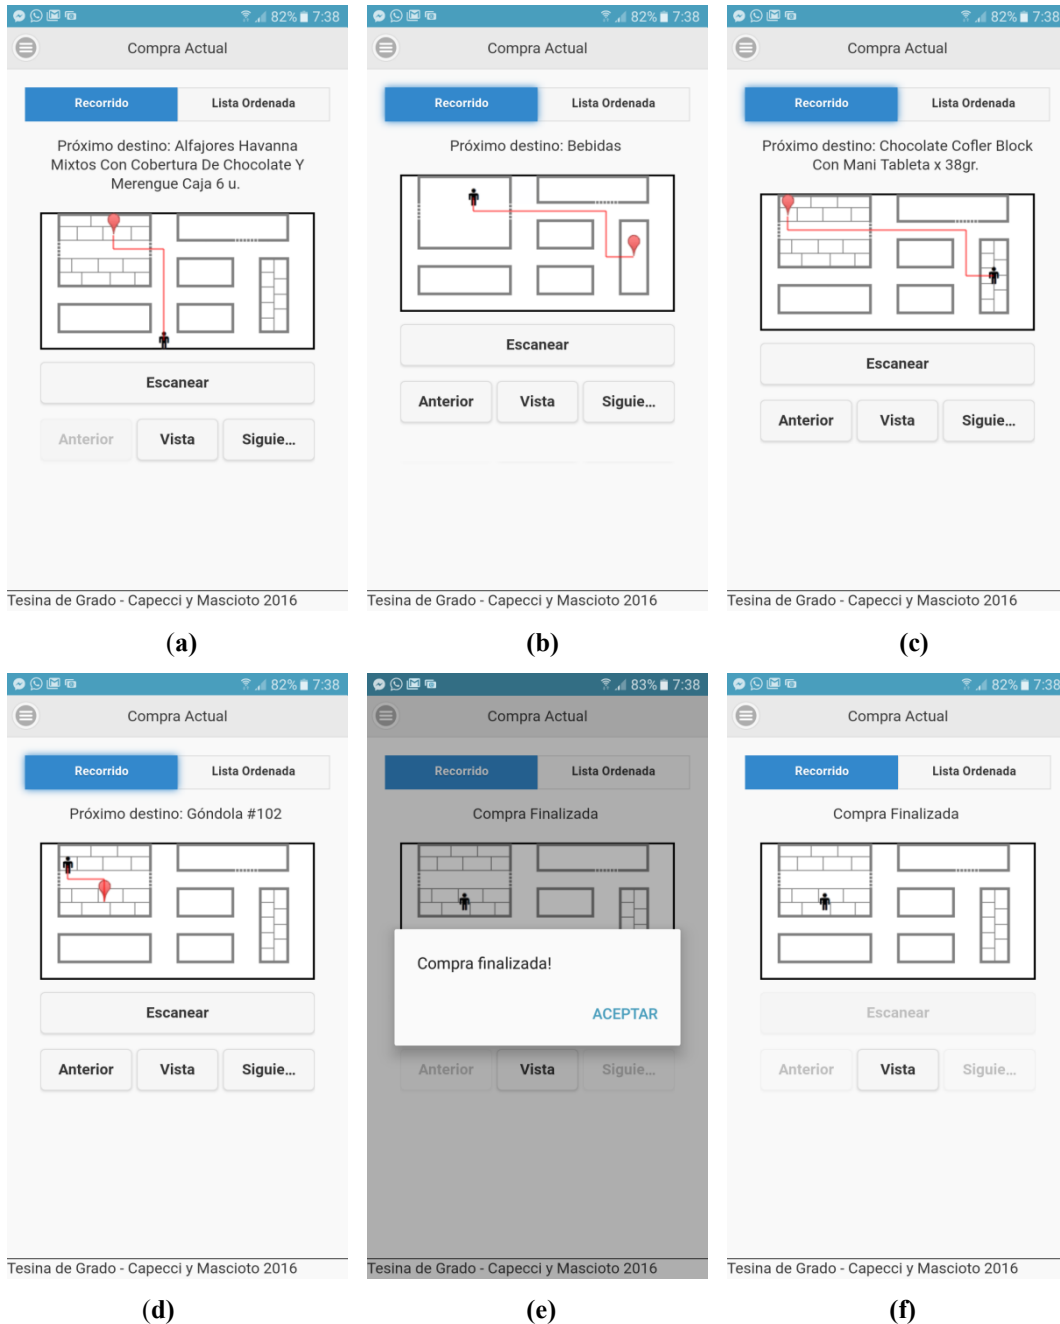 82% 7:38
Compra Actual
Recorrido Lista Ordenada
Próximo destino: Alfajores Havanna
Mixtos Con Cobertura De Chocolate Y
Merengue Caja 6 u.
Escanear
Anterior Vista Siguie...
Tesina de Grado - Capecci y Mascioto 2016
(a)
82% 7:38
Compra Actual
Recorrido Lista Ordenada
Próximo destino: Bebidas
Escanear
Anterior Vista Siguie...
Tesina de Grado - Capecci y Mascioto 2016
(b)
82% 7:38
Compra Actual
Recorrido Lista Ordenada
Próximo destino: Chocolate Cofler Block
Con Mani Tableta x 38gr.
Escanear
Anterior Vista Siguie...
Tesina de Grado - Capecci y Mascioto 2016
(c)
82% 7:38
Compra Actual
Recorrido Lista Ordenada
Próximo destino: Góndola #102
Escanear
Anterior Vista Siguie...
Tesina de Grado - Capecci y Mascioto 2016
(d)
83% 7:38
Compra Actual
Recorrido Lista Ordenada
Compra Finalizada
Compra finalizada!
ACEPTAR
Anterior Vista Siguie...
Tesina de Grado - Capecci y Mascioto 2016
(e)
82% 7:38
Compra Actual
Recorrido Lista Ordenada
Compra Finalizada
Escanear
Anterior Vista Siguie...
Tesina de Grado - Capecci y Mascioto 2016
(f)